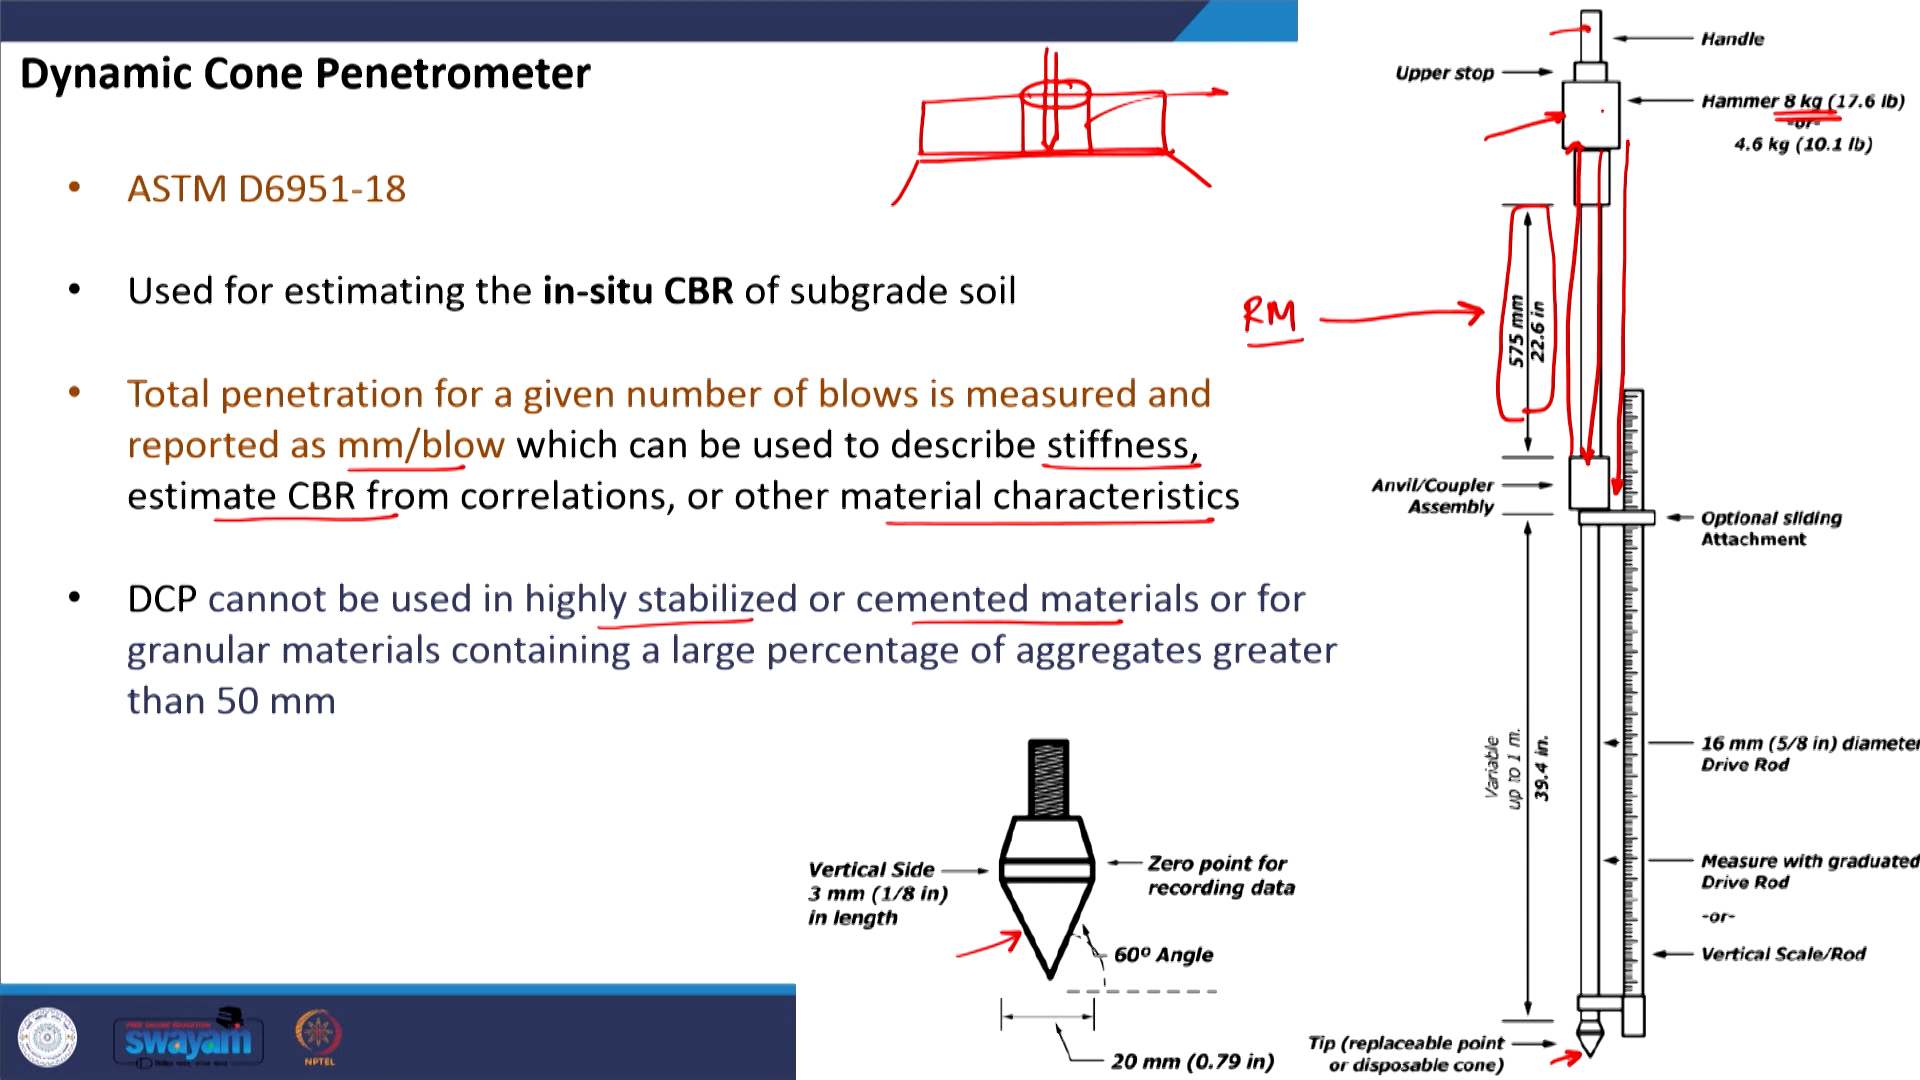 Dynamic Cone Penetrometer
• ASTM D6951-18
• Used for estimating the in-situ CBR of subgrade soil
• Total penetration for a given number of blows is measured and
reported as mm/blow which can be used to describe stiffness,
estimate CBR from correlations, or other material characteristics
• DCP cannot be used in highly stabilized or cemented materials or for
granular materials containing a large percentage of aggregates greater
than 50 mm
RM
Handle
Upper stop
Hammer 8 kg (17.6 lb)
-or-
4.6 kg (10.1 lb)
575 mm
22.6 in
Anvil/Coupler
Assembly
Optional sliding
Attachment
Variable
up to 1 m.
39.4 in.
16 mm (5/8 in) diameter
Drive Rod
Measure with graduated
Drive Rod
-or-
Vertical Scale/Rod
Tip (replaceable point
or disposable cone)
Vertical Side
3 mm (1/8 in)
in length
Zero point for
recording data
60º Angle
20 mm (0.79 in)
FREE ONLINE EDUCATION
swayam
NPTEL